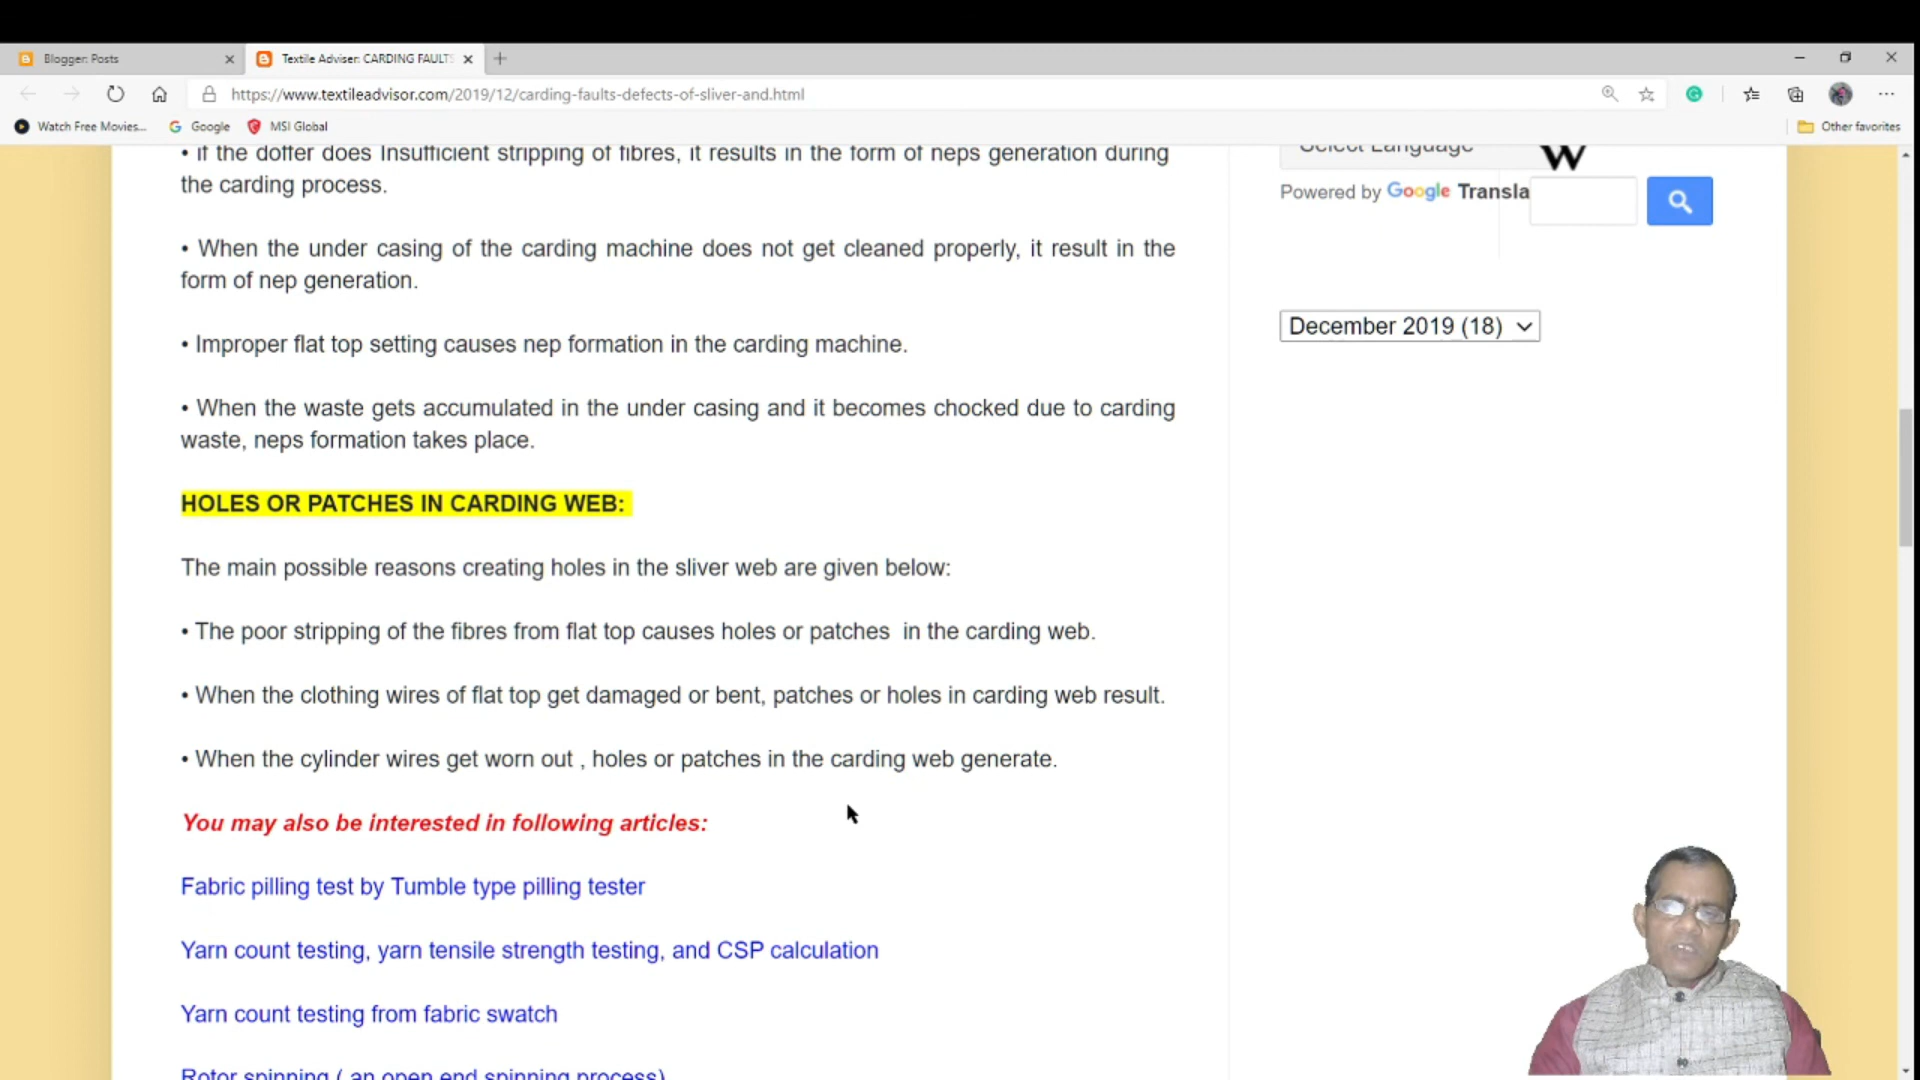 Blogger: Posts
Textile Adviser: CARDING FAULTS
https://www.textileadvisor.com/2019/12/carding-faults-defects-of-sliver-and.html
Watch Free Movies...
Google
MSI Global
Other favorites
• If the doffer does Insufficient stripping of fibres, it results in the form of neps generation during
the carding process.
• When the under casing of the carding machine does not get cleaned properly, it result in the
form of nep generation.
• Improper flat top setting causes nep formation in the carding machine.
• When the waste gets accumulated in the under casing and it becomes chocked due to carding
waste, neps formation takes place.
HOLES OR PATCHES IN CARDING WEB:
The main possible reasons creating holes in the sliver web are given below:
• The poor stripping of the fibres from flat top causes holes or patches in the carding web.
• When the clothing wires of flat top get damaged or bent, patches or holes in carding web result.
• When the cylinder wires get worn out , holes or patches in the carding web generate.
You may also be interested in following articles:
Fabric pilling test by Tumble type pilling tester
Yarn count testing, yarn tensile strength testing, and CSP calculation
Yarn count testing from fabric swatch
Rotor spinning ( an open end spinning process)
Select Language
W
Powered by Google Transla
December 2019 (18)